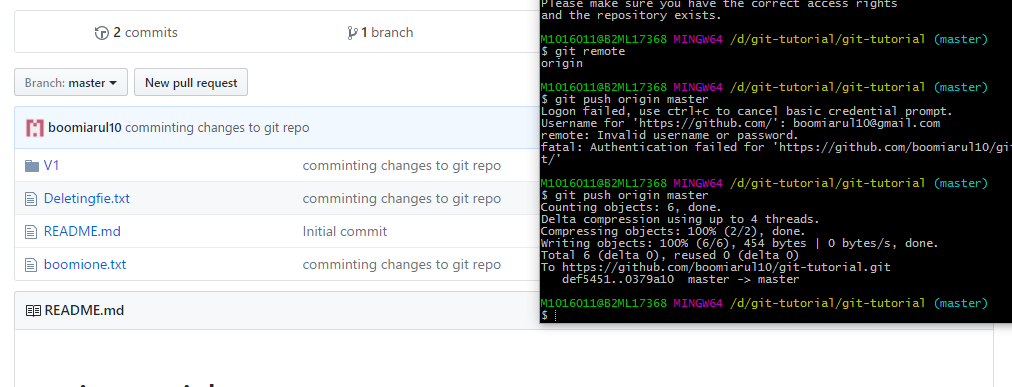 2 commits
1 branch
Branch: master
New pull request
boomiarul10 comminting changes to git repo
V1 comminting changes to git repo
Deletingfie.txt comminting changes to git repo
README.md Initial commit
boomione.txt comminting changes to git repo
README.md
Please make sure you have the correct access rights
and the repository exists.
M1016011@B2ML17368 MINGW64 /d/git-tutorial/git-tutorial (master)
$ git remote
origin
M1016011@B2ML17368 MINGW64 /d/git-tutorial/git-tutorial (master)
$ git push origin master
Logon failed, use ctrl+c to cancel basic credential prompt.
Username for 'https://github.com/': boomiarul10@gmail.com
remote: Invalid username or password.
fatal: Authentication failed for 'https://github.com/boomiarul10/gi
t/'
M1016011@B2ML17368 MINGW64 /d/git-tutorial/git-tutorial (master)
$ git push origin master
Counting objects: 6, done.
Delta compression using up to 4 threads.
Compressing objects: 100% (2/2), done.
Writing objects: 100% (6/6), 454 bytes | 0 bytes/s, done.
Total 6 (delta 0), reused 0 (delta 0)
To https://github.com/boomiarul10/git-tutorial.git
def5451..0379a10  master -> master
M1016011@B2ML17368 MINGW64 /d/git-tutorial/git-tutorial (master)
$